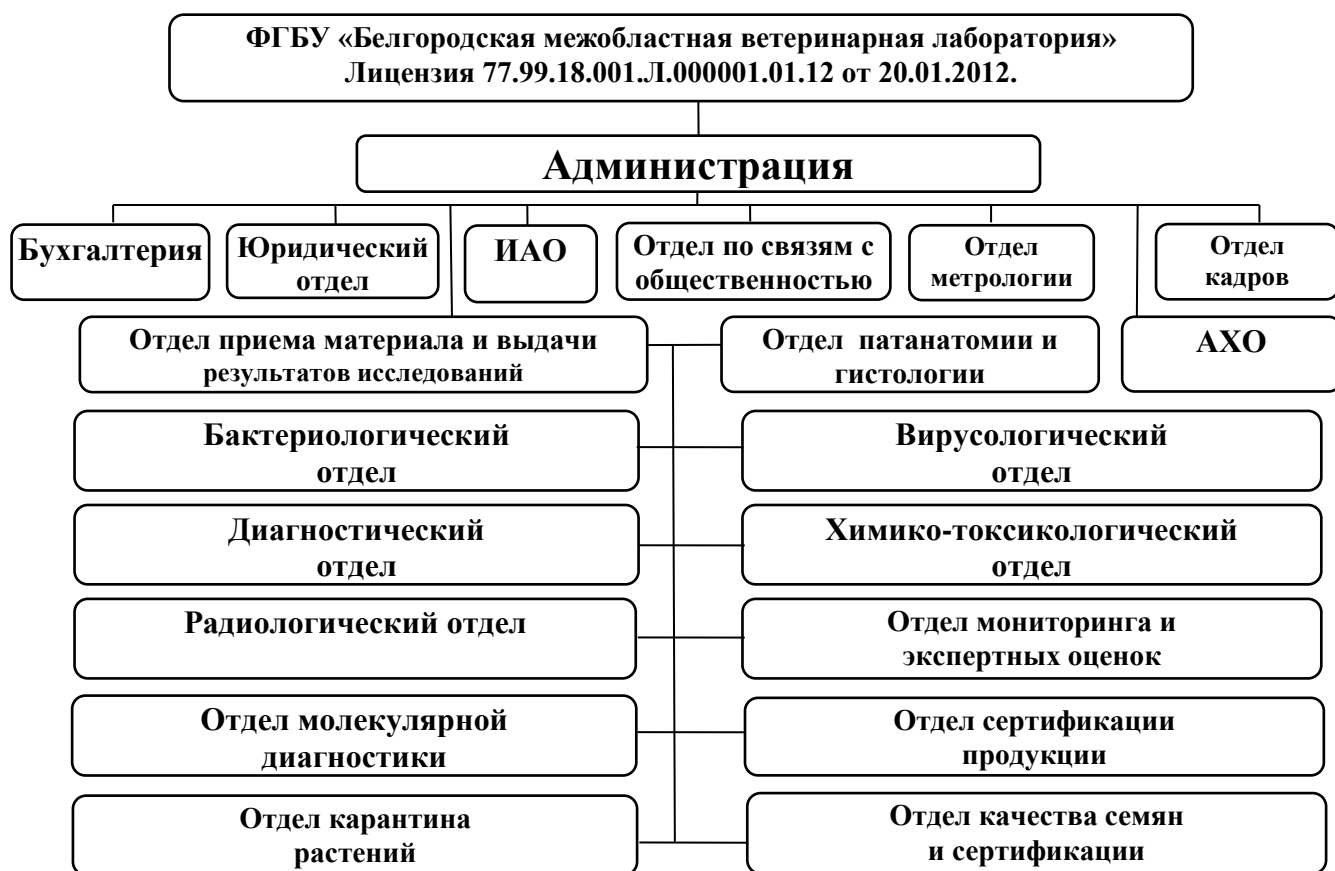 ФГБУ «Белгородская межобластная ветеринарная лаборатория»
Лицензия 77.99.18.001.Л.000001.01.12 от 20.01.2012.
Администрация
Бухгалтерия
Юридический
отдел
ИАО
Отдел по связям с
общественностью
Отдел
метрологии
Отдел
кадров
Отдел приема материала и выдачи
результатов исследований
Отдел патанатомии и
гистологии
АХО
Бактериологический
отдел
Вирусологический
отдел
Диагностический
отдел
Химико-токсикологический
отдел
Радиологический отдел
Отдел мониторинга и
экспертных оценок
Отдел молекулярной
диагностики
Отдел сертификации
продукции
Отдел карантина
растений
Отдел качества семян
и сертификации